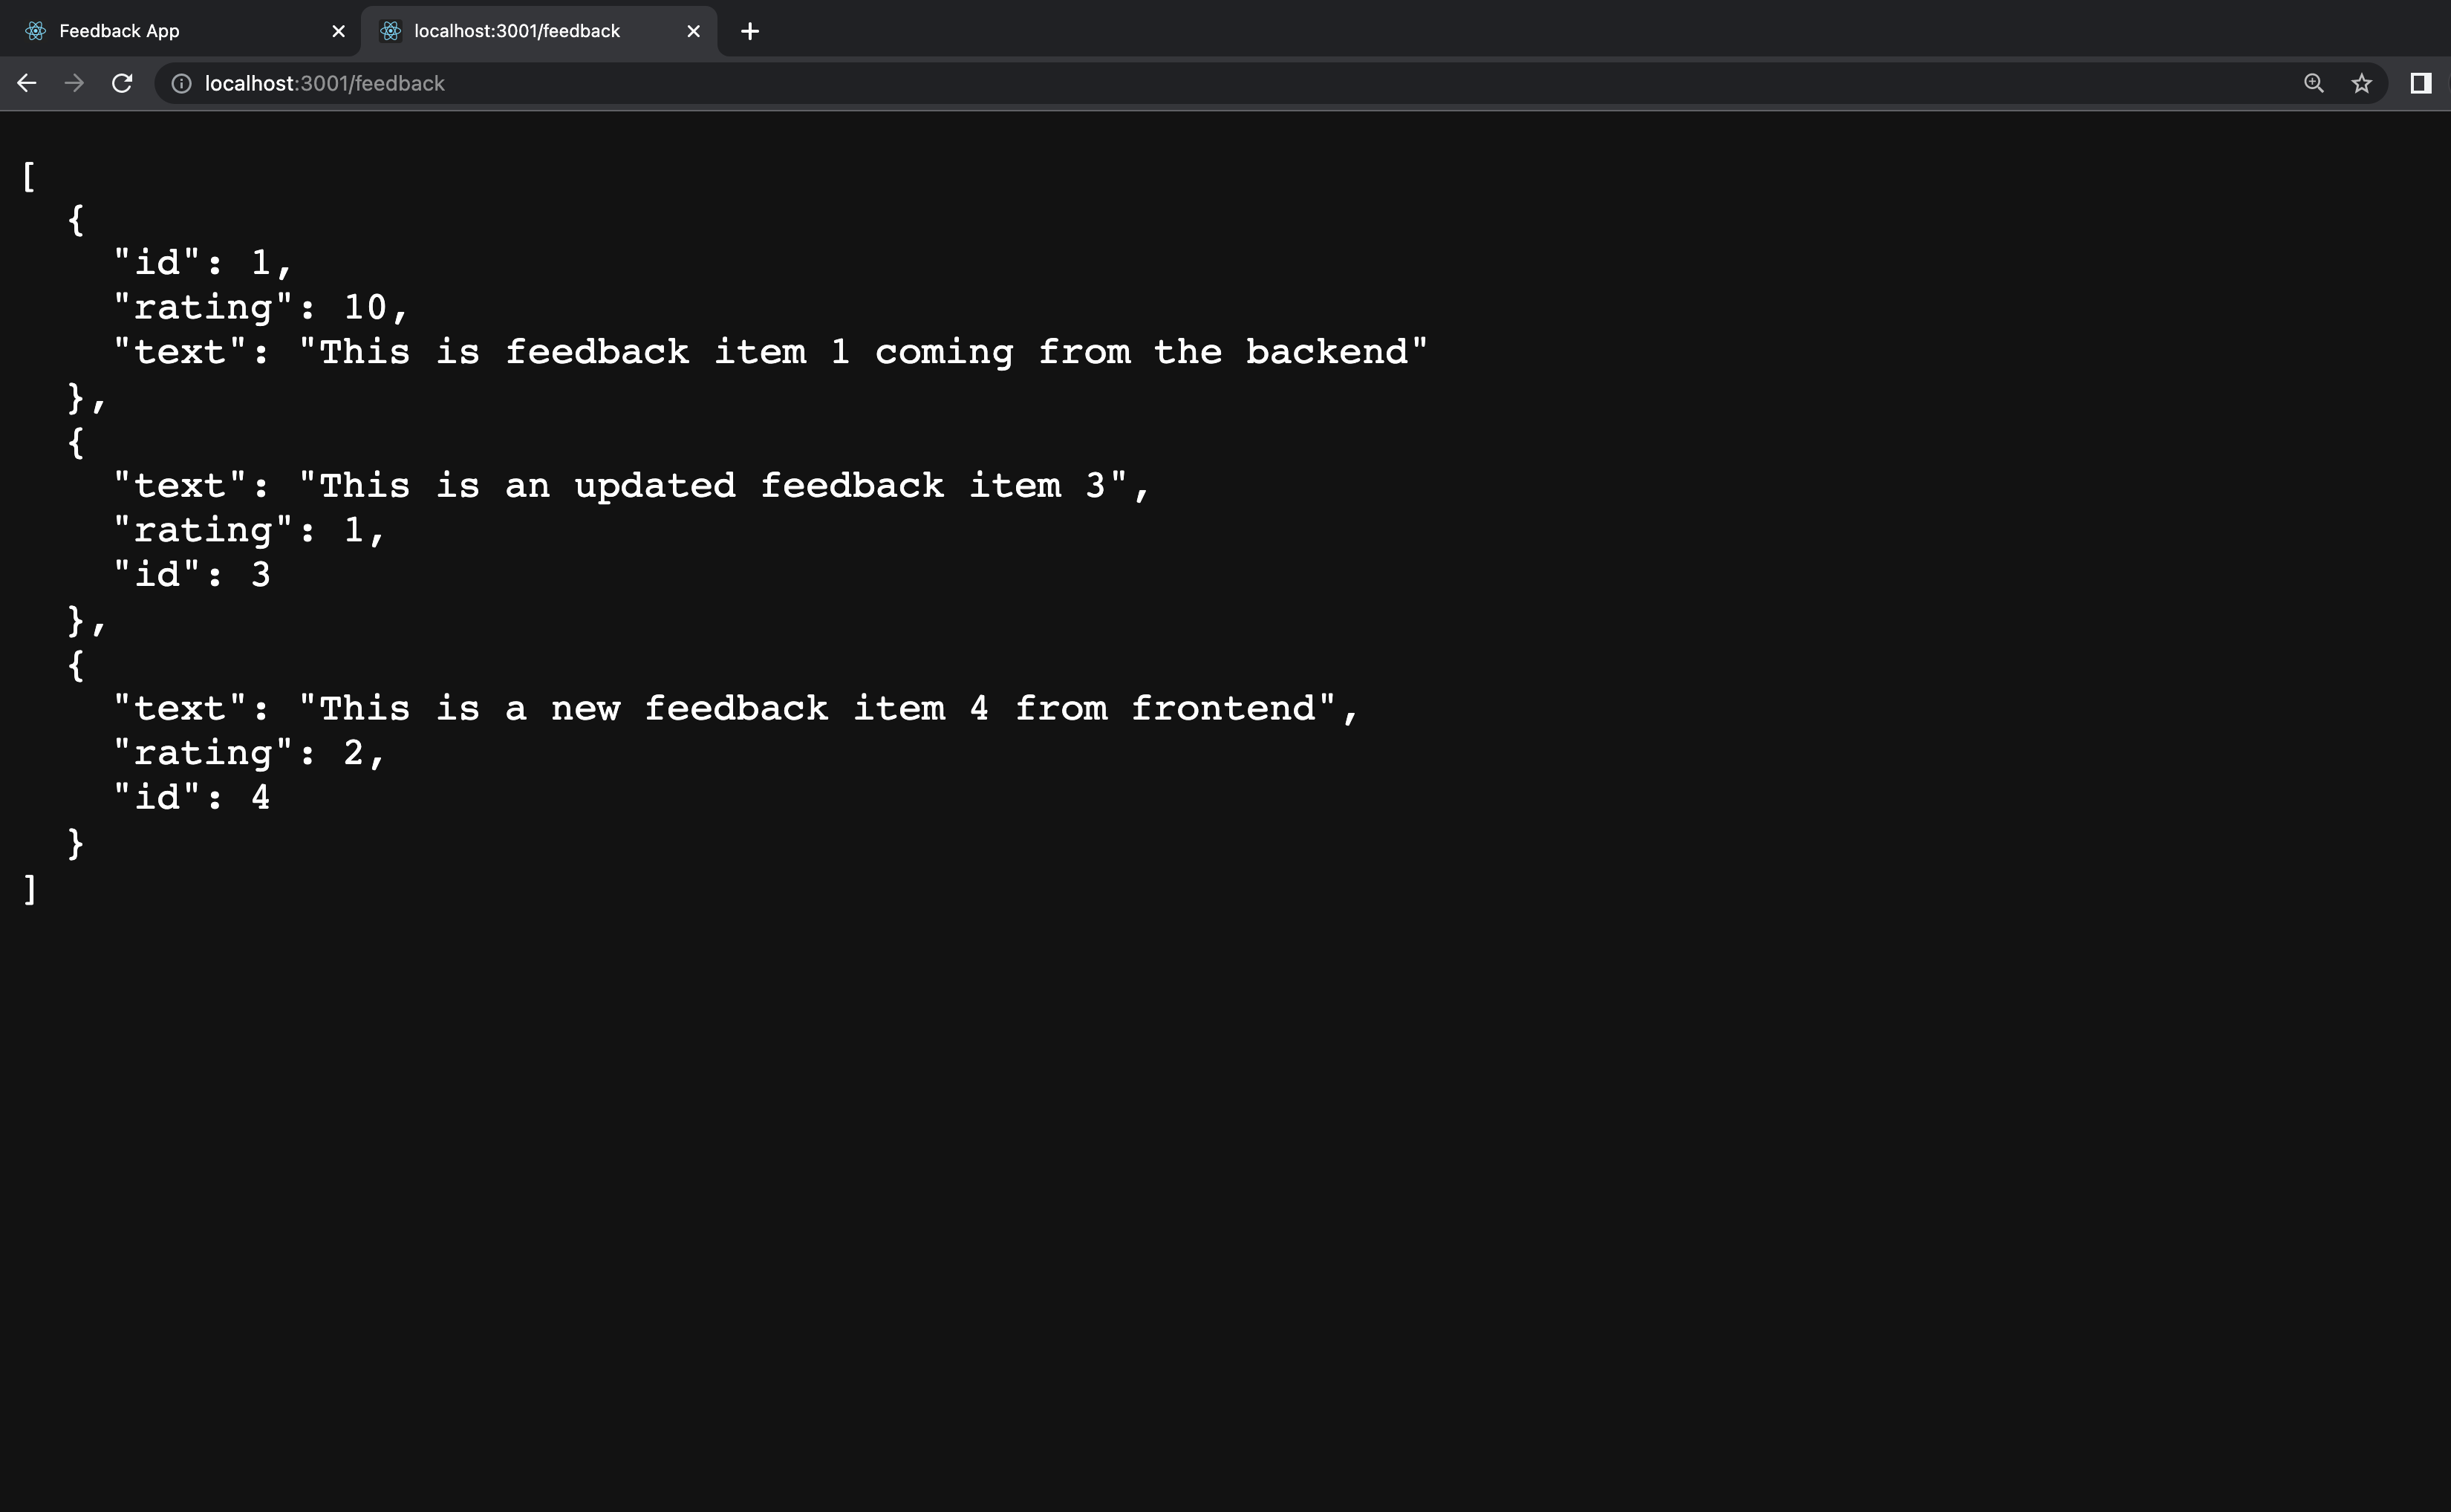 Feedback App
localhost:3001/feedback
localhost:3001/feedback
[
  {
    "id": 1,
    "rating": 10,
    "text": "This is feedback item 1 coming from the backend"
  },
  {
    "text": "This is an updated feedback item 3",
    "rating": 1,
    "id": 3
  },
  {
    "text": "This is a new feedback item 4 from frontend",
    "rating": 2,
    "id": 4
  }
]